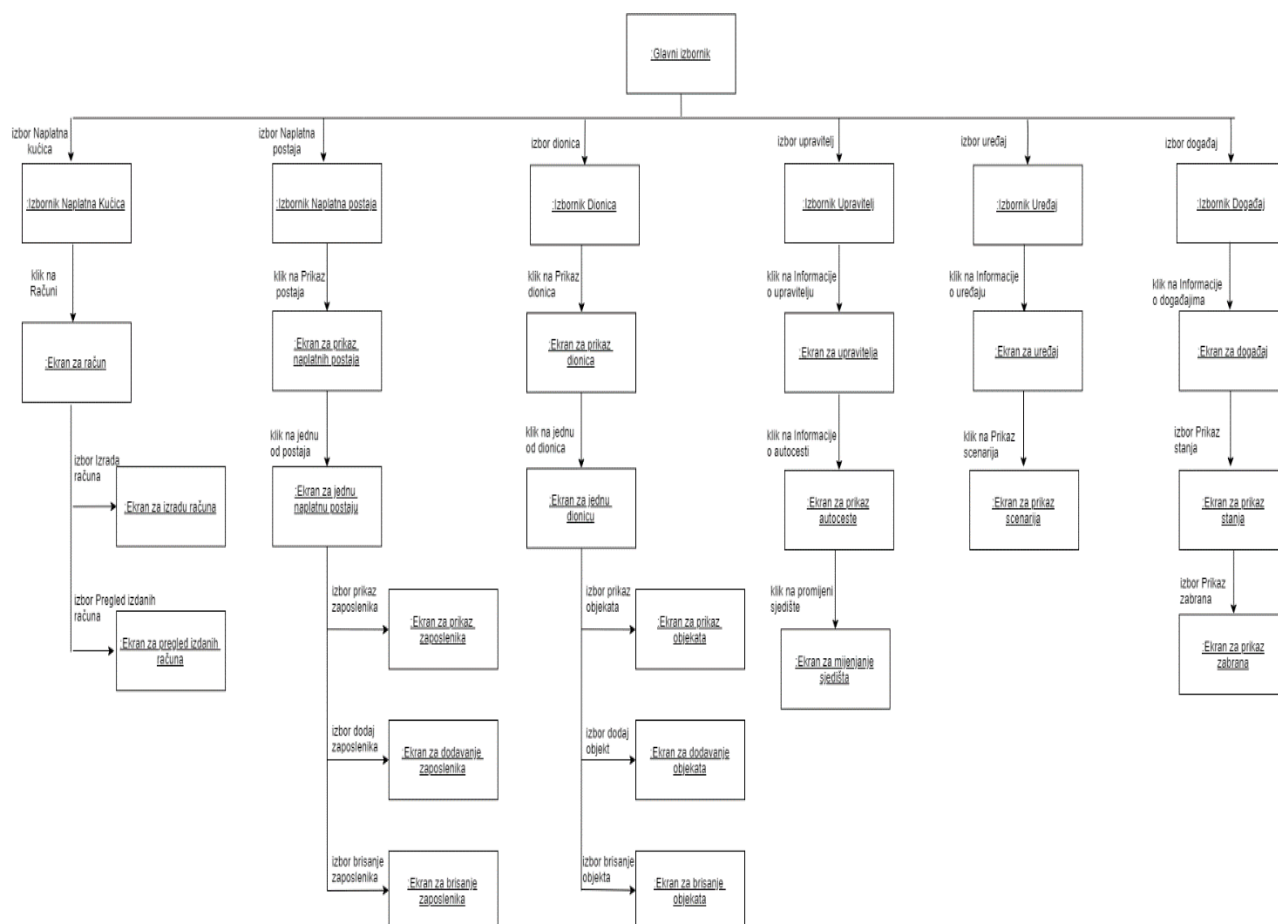 :Glavni izbornik
izbor Naplatna
kućica
izbor Naplatna
postaja
izbor dionica
izbor upravitelj
izbor uređaj
izbor događaj
:Izbornik Naplatna Kučica
:Izbornik Naplatna postaja
:Izbornik Dionica
:Izbornik Upravitelj
:Izbornik Uređaj
:Izbornik Događaj
klik na
Računi
klik na Prikaz
postaja
klik na Prikaz
dionica
klik na Informacije
o upravitelju
klik na Informacije
o uređaju
klik na Informacije
o događajima
:Ekran za račun
:Ekran za prikaz
naplatnih postaja
:Ekran za prikaz
dionica
:Ekran za upravitelja
:Ekran za uređaj
:Ekran za događaj
izbor Izrada
računa
klik na jednu
od postaja
klik na jednu
od dionica
klik na Informacije
o autocesti
klik na Prikaz
scenarija
izbor Prikaz
stanja
:Ekran za izradu računa
:Ekran za jednu
naplatnu postaju
:Ekran za jednu
dionicu
:Ekran za prikaz
autoceste
:Ekran za prikaz
scenarija
:Ekran za prikaz
stanja
izbor Pregled izdanih
računa
izbor prikaz
zaposlenika
izbor prikaz
objekata
klik na promijeni
sjedište
izbor Prikaz
zabrana
:Ekran za pregled izdanih
računa
:Ekran za prikaz
zaposlenika
:Ekran za prikaz
objekata
:Ekran za mijenjanje
sjedišta
:Ekran za prikaz
zabrana
izbor dodaj
zaposlenika
izbor dodaj
objekt
:Ekran za dodavanje
zaposlenika
:Ekran za dodavanje
objekata
izbor brisanje
zaposlenika
izbor brisanje
objekta
:Ekran za brisanje
zaposlenika
:Ekran za brisanje
objekata